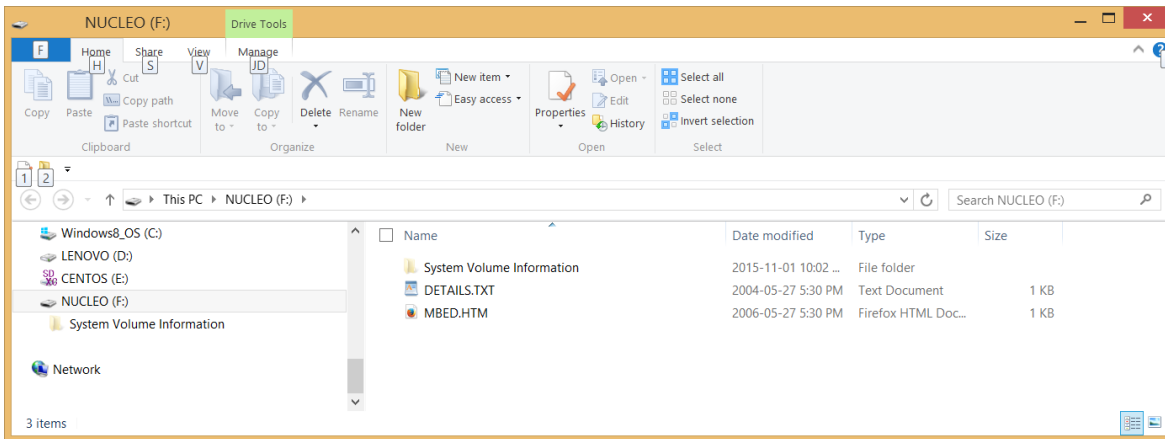 NUCLEO (F:) Drive Tools
F Home Share View Manage
H S V JD
Copy Paste Cut Copy path Paste shortcut Move to Copy to Delete Rename New folder New item Easy access Properties Open Edit History Select all Select none Invert selection
Clipboard Organize New Open Select
1 2
This PC NUCLEO (F:) Search NUCLEO (F:)
Windows8_OS (C:)
LENOVO (D:)
SD XG CENTOS (E:)
NUCLEO (F:)
System Volume Information
Network
Name Date modified Type Size
System Volume Information 2015-11-01 10:02 ... File folder
DETAILS.TXT 2004-05-27 5:30 PM Text Document 1 KB
MBED.HTM 2006-05-27 5:30 PM Firefox HTML Doc... 1 KB
3 items